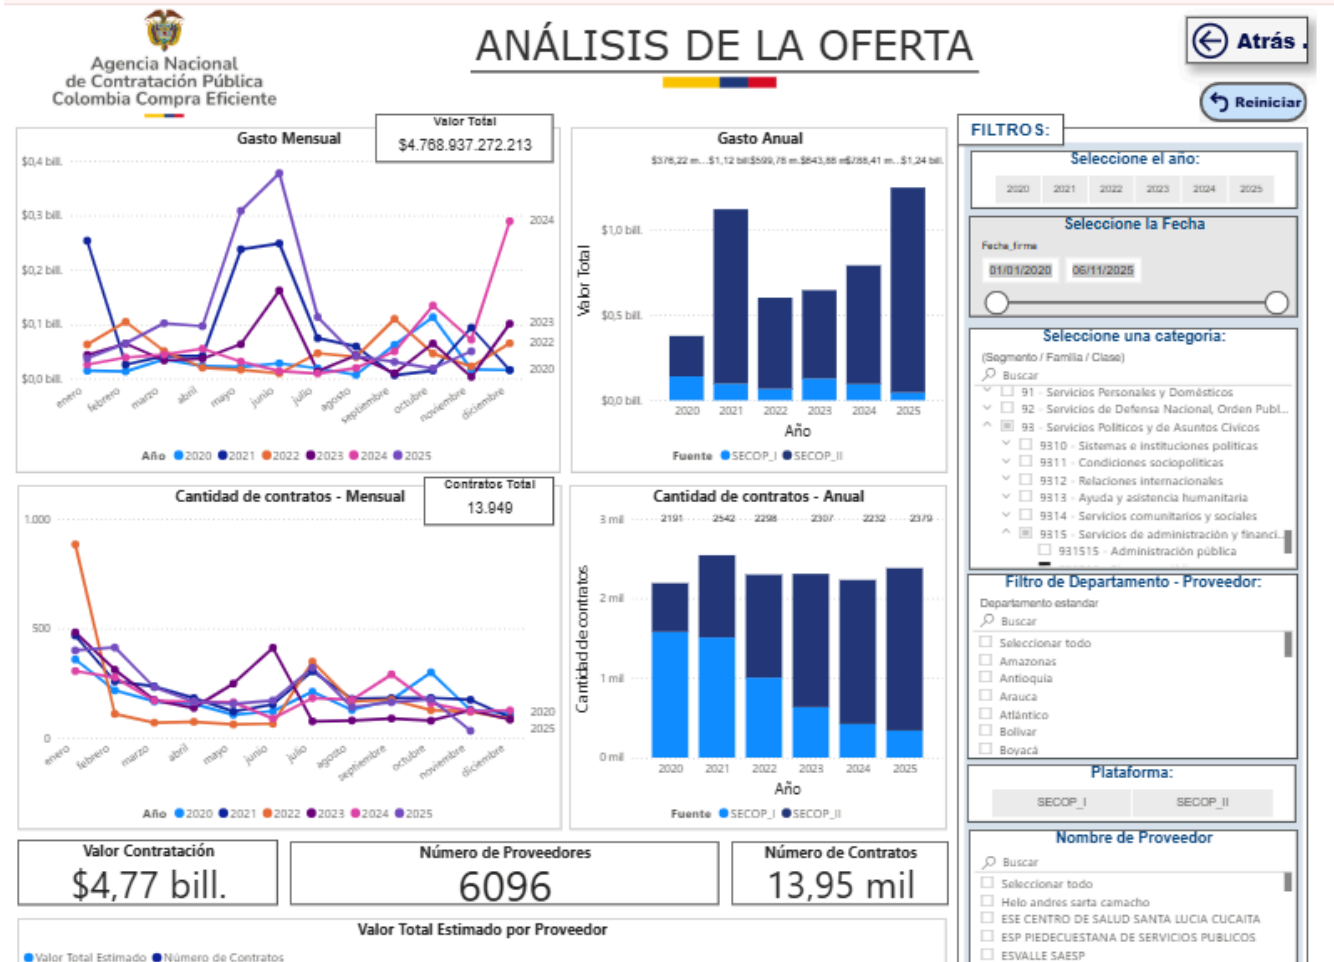 Agencia Nacional
de Contratación Pública
Colombia Compra Eficiente
ANÁLISIS DE LA OFERTA
Atrás .
Reiniciar
Gasto Mensual
Valor Total
$4.768.937.272.213
$0,4 bill.
$0,3 bill.
$0,2 bill.
$0,1 bill.
$0,0 bill.
2024
2023
2022
2020
enero
febrero
marzo
abril
mayo
junio
julio
agosto
septiembre
octubre
noviembre
diciembre
Año 2020 2021 2022 2023 2024 2025
Gasto Anual
$376,22 m... $1,12 bill. $599,78 m. $643,88 m $788,41 m... $1,24 bill.
Valor Total
$1,0 bill.
$0,5 bill.
$0,0 bill.
2020 2021 2022 2023 2024 2025
Año
Fuente SECOP_I SECOP_II
Cantidad de contratos - Mensual
Contratos Total
13.949
1.000
500
0
2020
2025
enero
febrero
marzo
abril
mayo
junio
julio
agosto
septiembre
octubre
noviembre
diciembre
Año 2020 2021 2022 2023 2024 2025
Cantidad de contratos - Anual
2191 2542 2298 2307 2232 2379
Cantidad de contratos
3 mil
2 mil
1 mil
0 mil
2020 2021 2022 2023 2024 2025
Año
Fuente SECOP_I SECOP_II
Valor Contratación
$4,77 bill.
Número de Proveedores
6096
Número de Contratos
13,95 mil
Valor Total Estimado por Proveedor
Valor Total Estimado Número de Contratos
FILTROS:
Seleccione el año:
2020 2021 2022 2023 2024 2025
Seleccione la Fecha
Fecha_firma
01/01/2020 06/11/2025
Seleccione una categoria:
(Segmento / Familia / Clase)
Buscar
91 - Servicios Personales y Domésticos
92 - Servicios de Defensa Nacional, Orden Publ...
93 - Servicios Políticos y de Asuntos Cívicos
9310 - Sistemas e instituciones políticas
9311 - Condiciones sociopolíticas
9312 - Relaciones internacionales
9313 - Ayuda y asistencia humanitaria
9314 - Servicios comunitarios y sociales
9315 - Servicios de administración y financi...
931515 - Administración pública
Filtro de Departamento - Proveedor:
Departamento estandar
Buscar
Seleccionar todo
Amazonas
Antioquia
Arauca
Atlántico
Bolívar
Boyacá
Plataforma:
SECOP_I SECOP_II
Nombre de Proveedor
Buscar
Seleccionar todo
Helo andres sarta camacho
ESE CENTRO DE SALUD SANTA LUCIA CUCAITA
ESP PIEDECUESTANA DE SERVICIOS PUBLICOS
ESVALLE SAESP